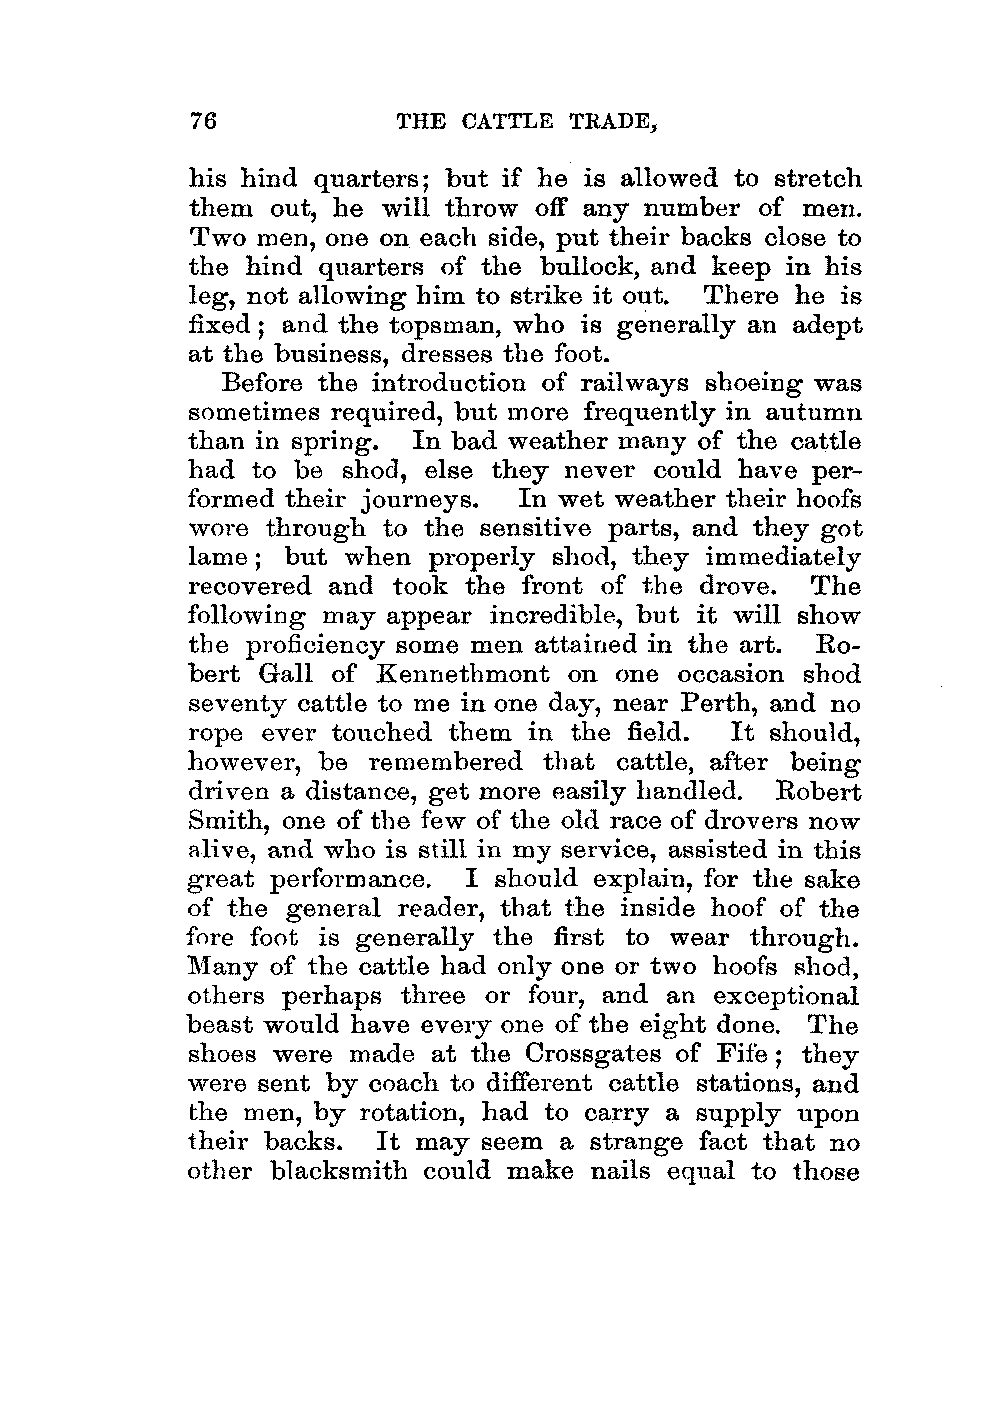 76 THE CATTLE TRADE,
his hind quarters; but if he is allowed to stretch
them out, he will throw off any number of men.
Two men, one on each side, put their backs close to
the hind quarters of the bullock, and keep in his
leg, not allowing him to strike it out. There he is
fixed; and the topsman, who is generally an adept
at the business, dresses the foot.
Before the introduction of railways shoeing was
sometimes required, but more frequently in autumn
than in spring. In bad weather many of the cattle
had to be shod, else they never could have per-
formed their journeys. In wet weather their hoofs
wore through to the sensitive parts, and they got
lame; but when properly shod, they immediately
recovered and took the front of the drove. The
following may appear incredible, but it will show
the proficiency some men attained in the art. Ro-
bert Gall of Kennethmont on one occasion shod
seventy cattle to me in one day, near Perth, and no
rope ever touched them in the field. It should,
however, be remembered that cattle, after being
driven a distance, get more easily handled. Robert
Smith, one of the few of the old race of drovers now
alive, and who is still in my service, assisted in this
great performance. I should explain, for the sake
of the general reader, that the inside hoof of the
fore foot is generally the first to wear through.
Many of the cattle had only one or two hoofs shod,
others perhaps three or four, and an exceptional
beast would have every one of the eight done. The
shoes were made at the Crossgates of Fife; they
were sent by coach to different cattle stations, and
the men, by rotation, had to carry a supply upon
their backs. It may seem a strange fact that no
other blacksmith could make nails equal to those